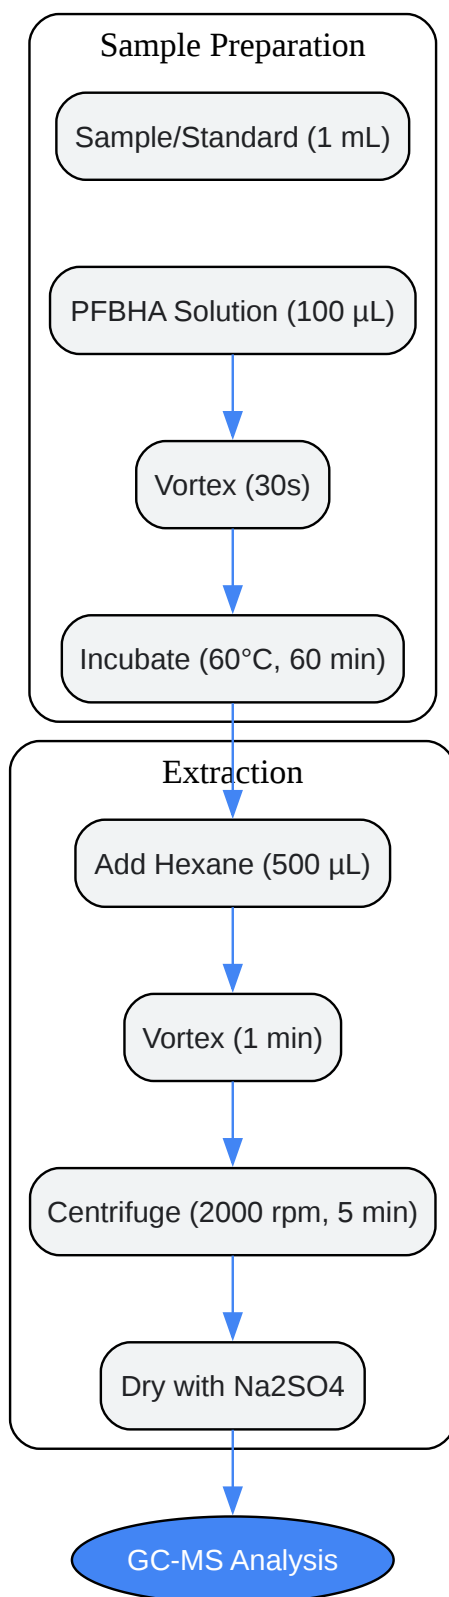 Sample Preparation
Sample/Standard (1 mL)
PFBHA Solution (100 µL)
Vortex (30s)
Incubate (60°C, 60 min)
Extraction
Add Hexane (500 µL)
Vortex (1 min)
Centrifuge (2000 rpm, 5 min)
Dry with Na2SO4
GC-MS Analysis